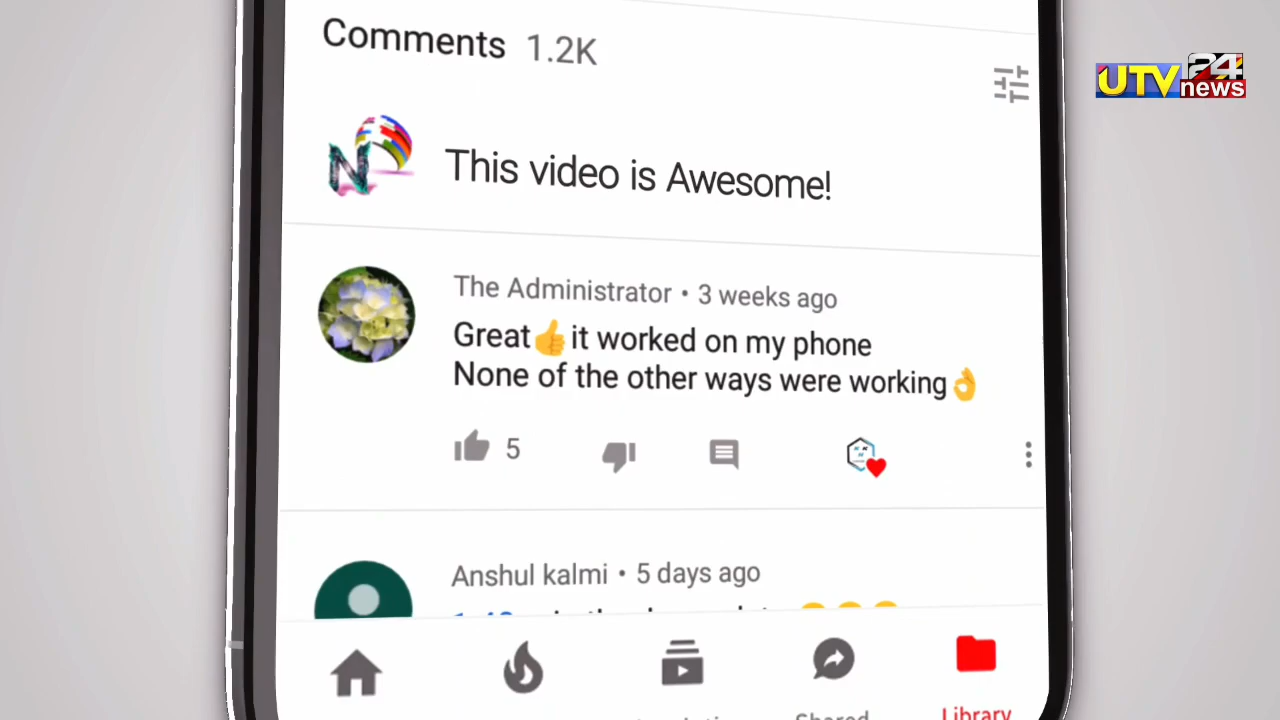 Comments 1.2K
UTV 24 news
N
This video is Awesome!
The Administrator • 3 weeks ago
Great👍it worked on my phone
None of the other ways were working👌
5
Anshul kalmi • 5 days ago
Shared
Library